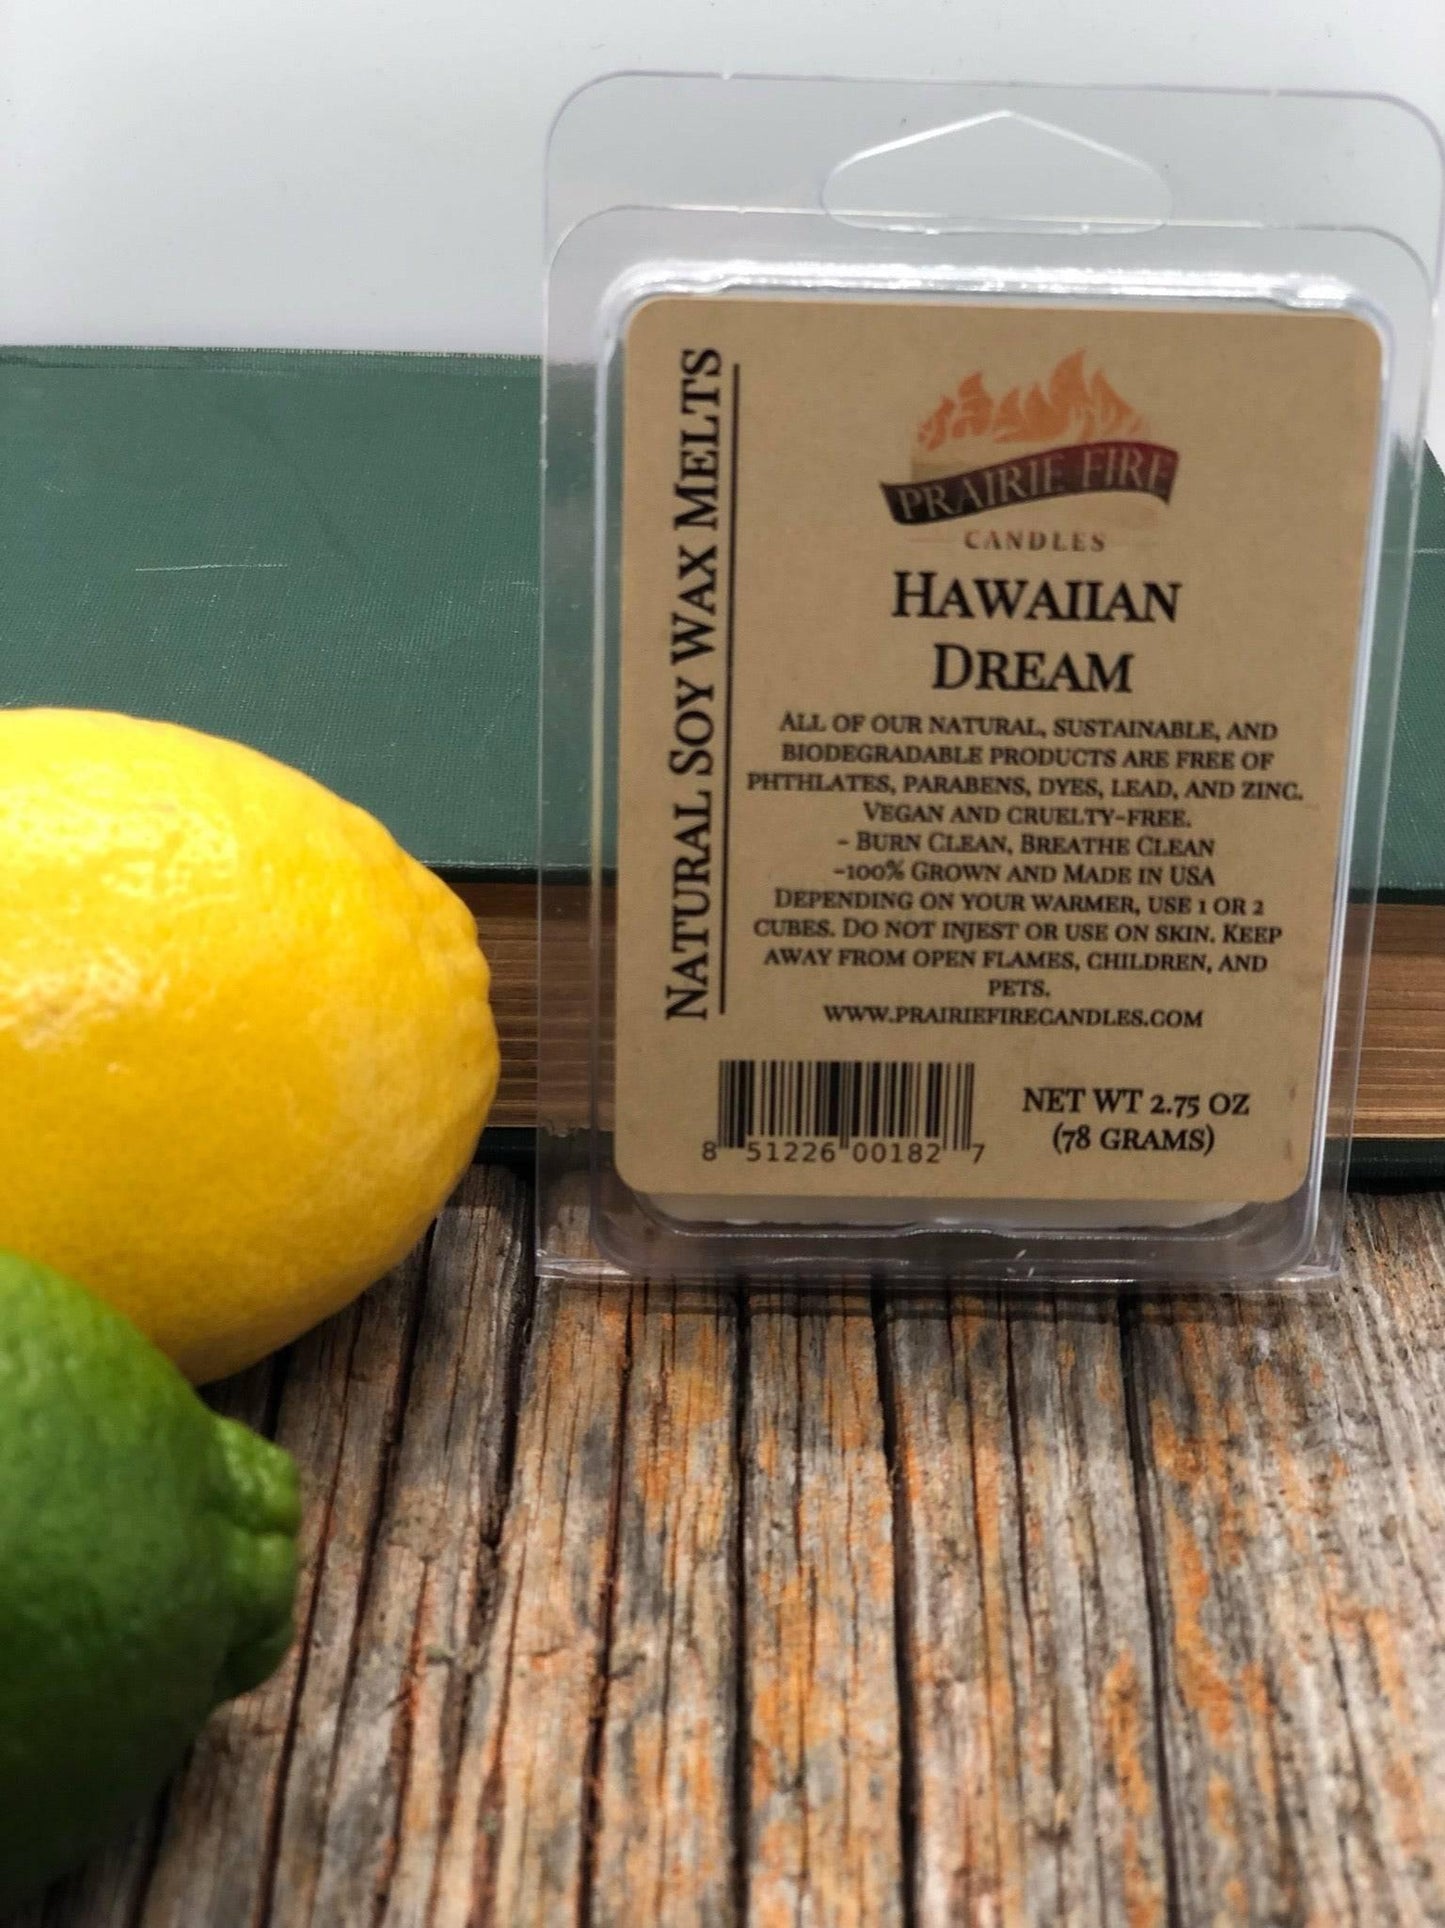 NATURAL SOY WAX MELTS
PRAIRIE FIRE
CANDLES
HAWAIIAN
DREAM
ALL OF OUR NATURAL, SUSTAINABLE, AND
BIODEGRADABLE PRODUCTS ARE FREE OF
PHTHLATES, PARABENS, DYES, LEAD, AND ZINC.
VEGAN AND CRUELTY-FREE.
- BURN CLEAN, BREATHE CLEAN
-100% GROWN AND MADE IN USA
DEPENDING ON YOUR WARMER, USE 1 OR 2
CUBES. DO NOT INJEST OR USE ON SKIN. KEEP
AWAY FROM OPEN FLAMES, CHILDREN, AND
PETS.
WWW.PRAIRIEFIRECANDLES.COM
8 51226 00182 7
NET WT 2.75 OZ
(78 GRAMS)